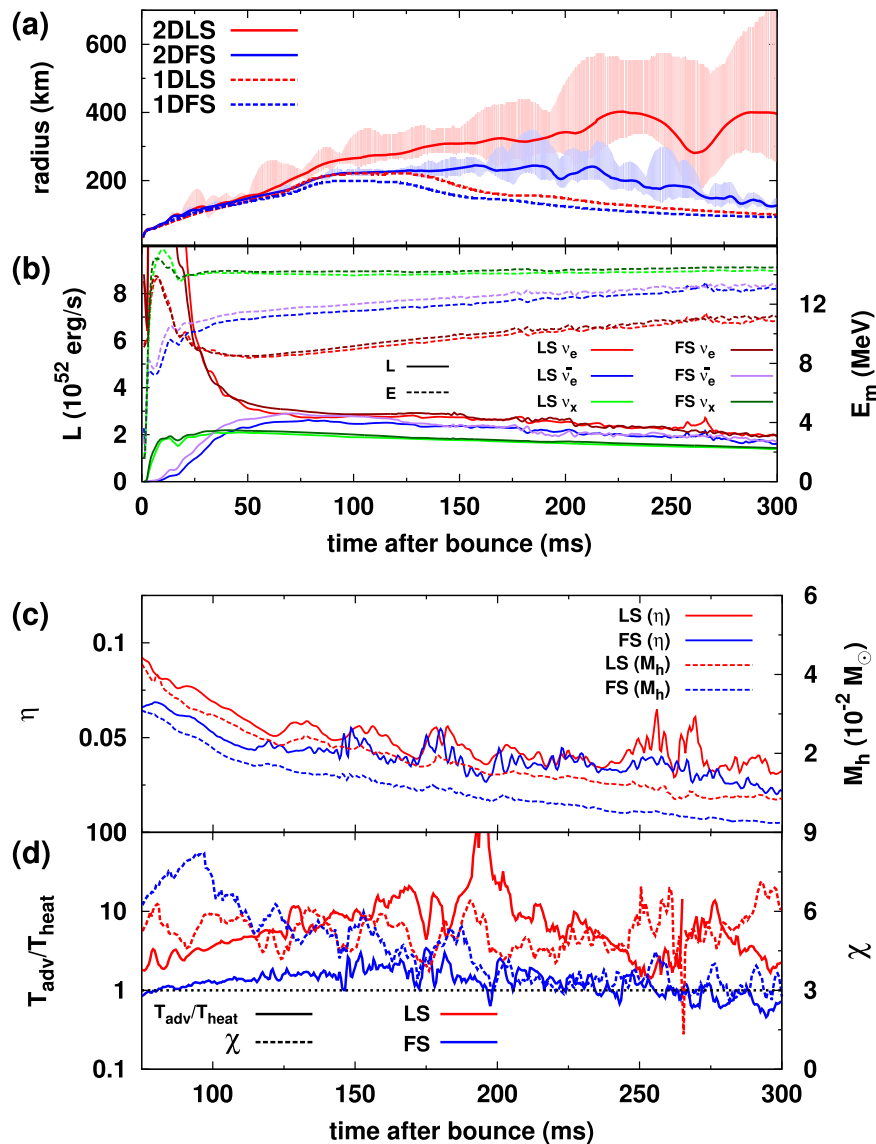 (a)
600
400
200
radius (km)
2DLS
2DFS
1DLS
1DFS
(b)
8
6
4
2
0
L (10^52 erg/s)
12
8
4
0
E_m (MeV)
L
E
LS ν_e
LS ν̄_e
LS ν_x
FS ν_e
FS ν̄_e
FS ν_x
0 50 100 150 200 250 300
time after bounce (ms)
(c)
0.1
0.05
0
η
6
4
2
0
M_h (10^-2 M_⊙)
LS (η)
FS (η)
LS (M_h)
FS (M_h)
(d)
100
10
1
0.1
T_adv/T_heat
9
6
3
0
χ
T_adv/T_heat
χ
LS
FS
100 150 200 250 300
time after bounce (ms)